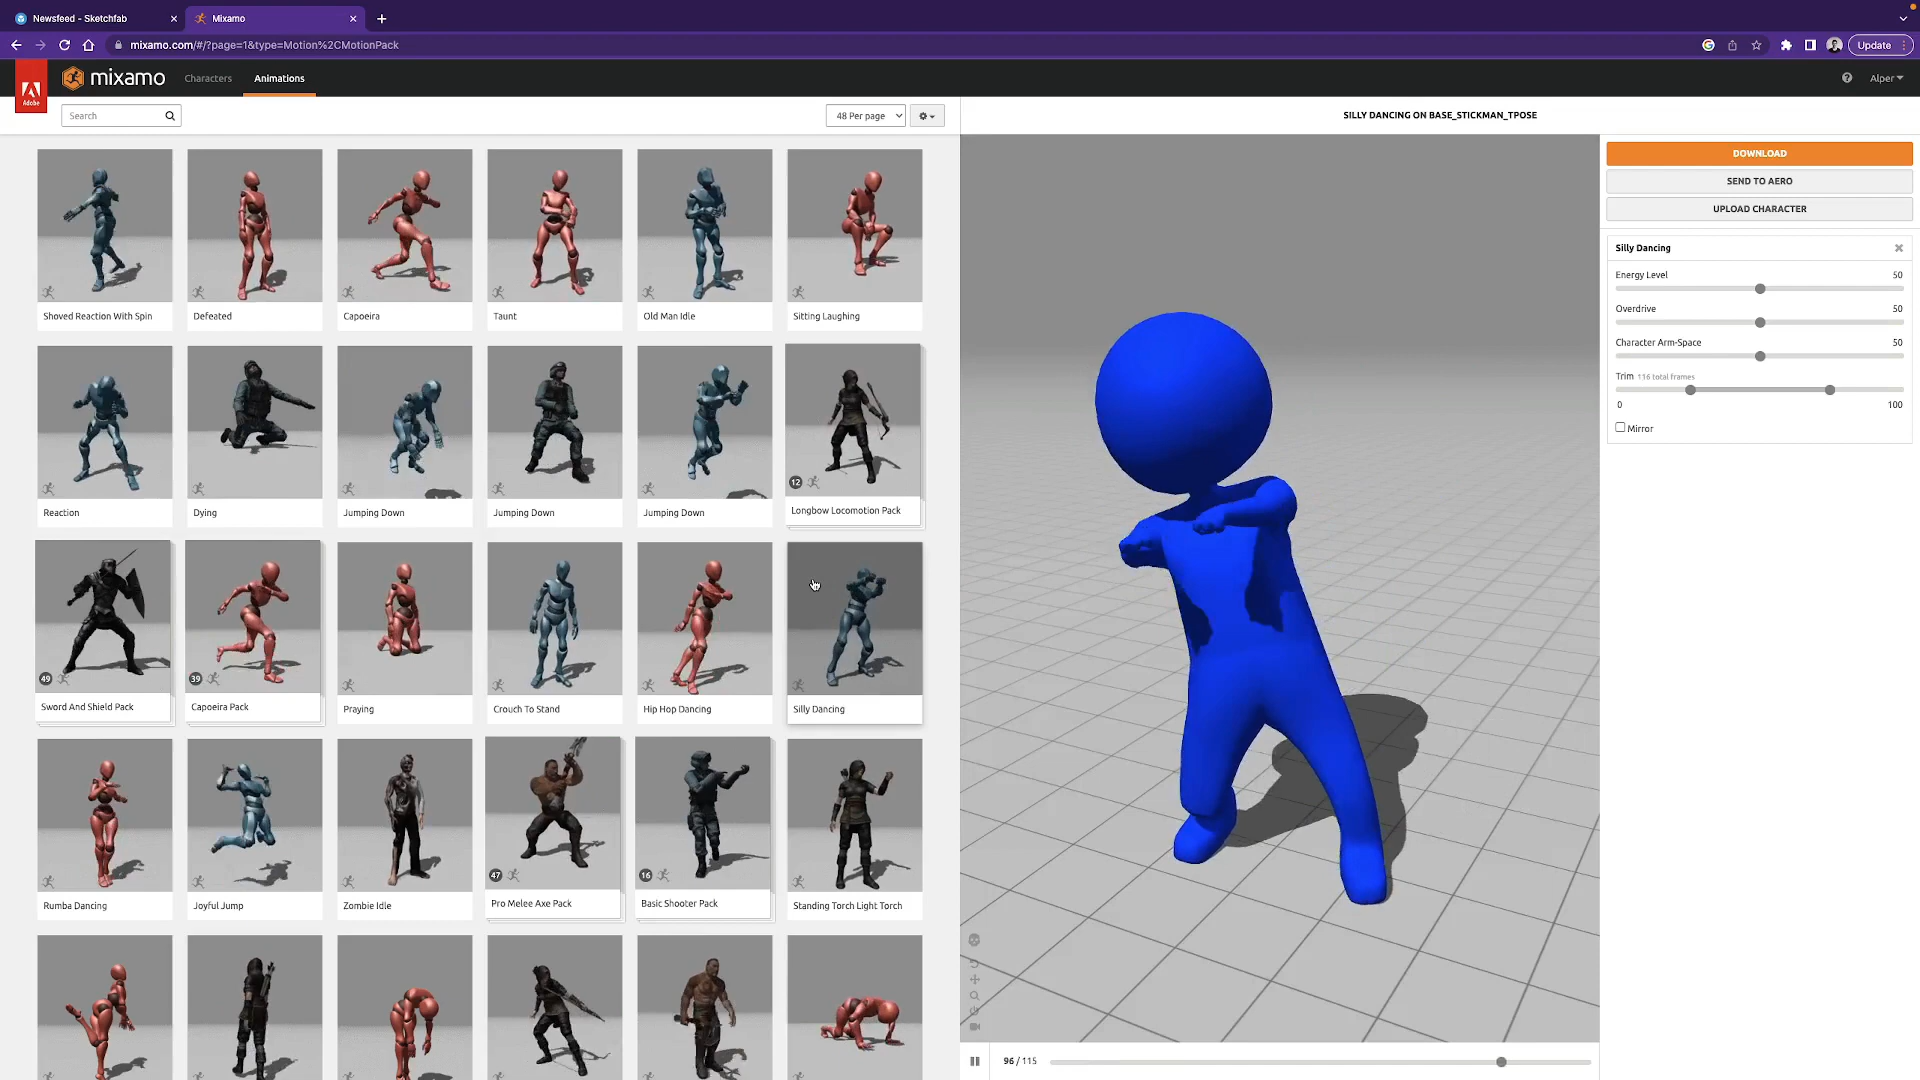 Newsfeed - Sketchfab
Mixamo
mixamo.com/#/?page=1&type=Motion%2CMotionPack
Update
Adobe
mixamo
Characters
Animations
Alper
Search
48 Per page
SILLY DANCING ON BASE_STICKMAN_TPOSE
DOWNLOAD
SEND TO AERO
UPLOAD CHARACTER
Silly Dancing
Energy Level 50
Overdrive 50
Character Arm-Space 50
Trim 116 total frames
0 100
Mirror
Shoved Reaction With Spin
Defeated
Capoeira
Taunt
Old Man Idle
Sitting Laughing
Reaction
Dying
Jumping Down
Jumping Down
Jumping Down
12
Longbow Locomotion Pack
49
Sword And Shield Pack
39
Capoeira Pack
Praying
Crouch To Stand
Hip Hop Dancing
Silly Dancing
Rumba Dancing
Joyful Jump
Zombie Idle
47
Pro Melee Axe Pack
16
Basic Shooter Pack
Standing Torch Light Torch
96 / 115